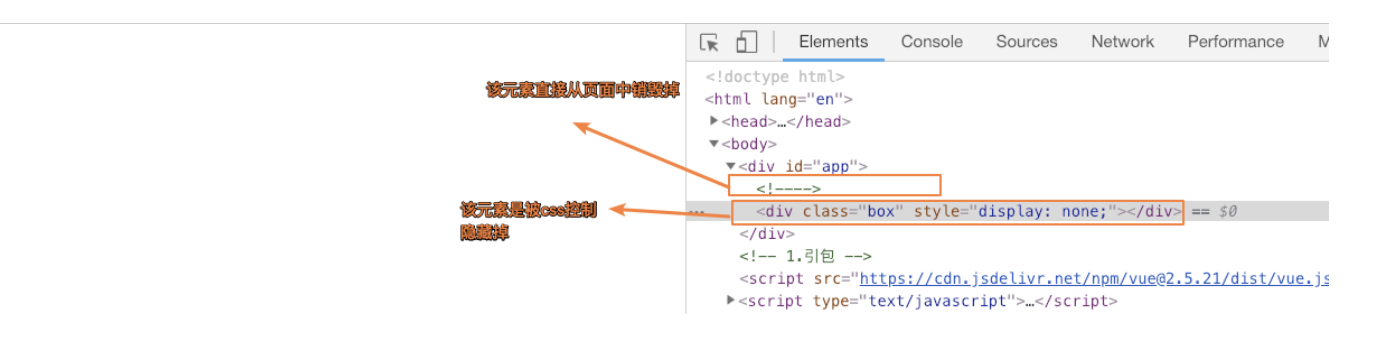 Elements Console Sources Network Performance
该元素直接从页面中销毁掉
<!doctype html>
<html lang="en">
▶<head>…</head>
▼<body>
▼<div id="app">
<!---->
该元素是被css控制
隐藏掉
… <div class="box" style="display: none;"></div> == $0
</div>
<!-- 1.引包 -->
<script src="https://cdn.jsdelivr.net/npm/vue@2.5.21/dist/vue.js
▶<script type="text/javascript">…</script>